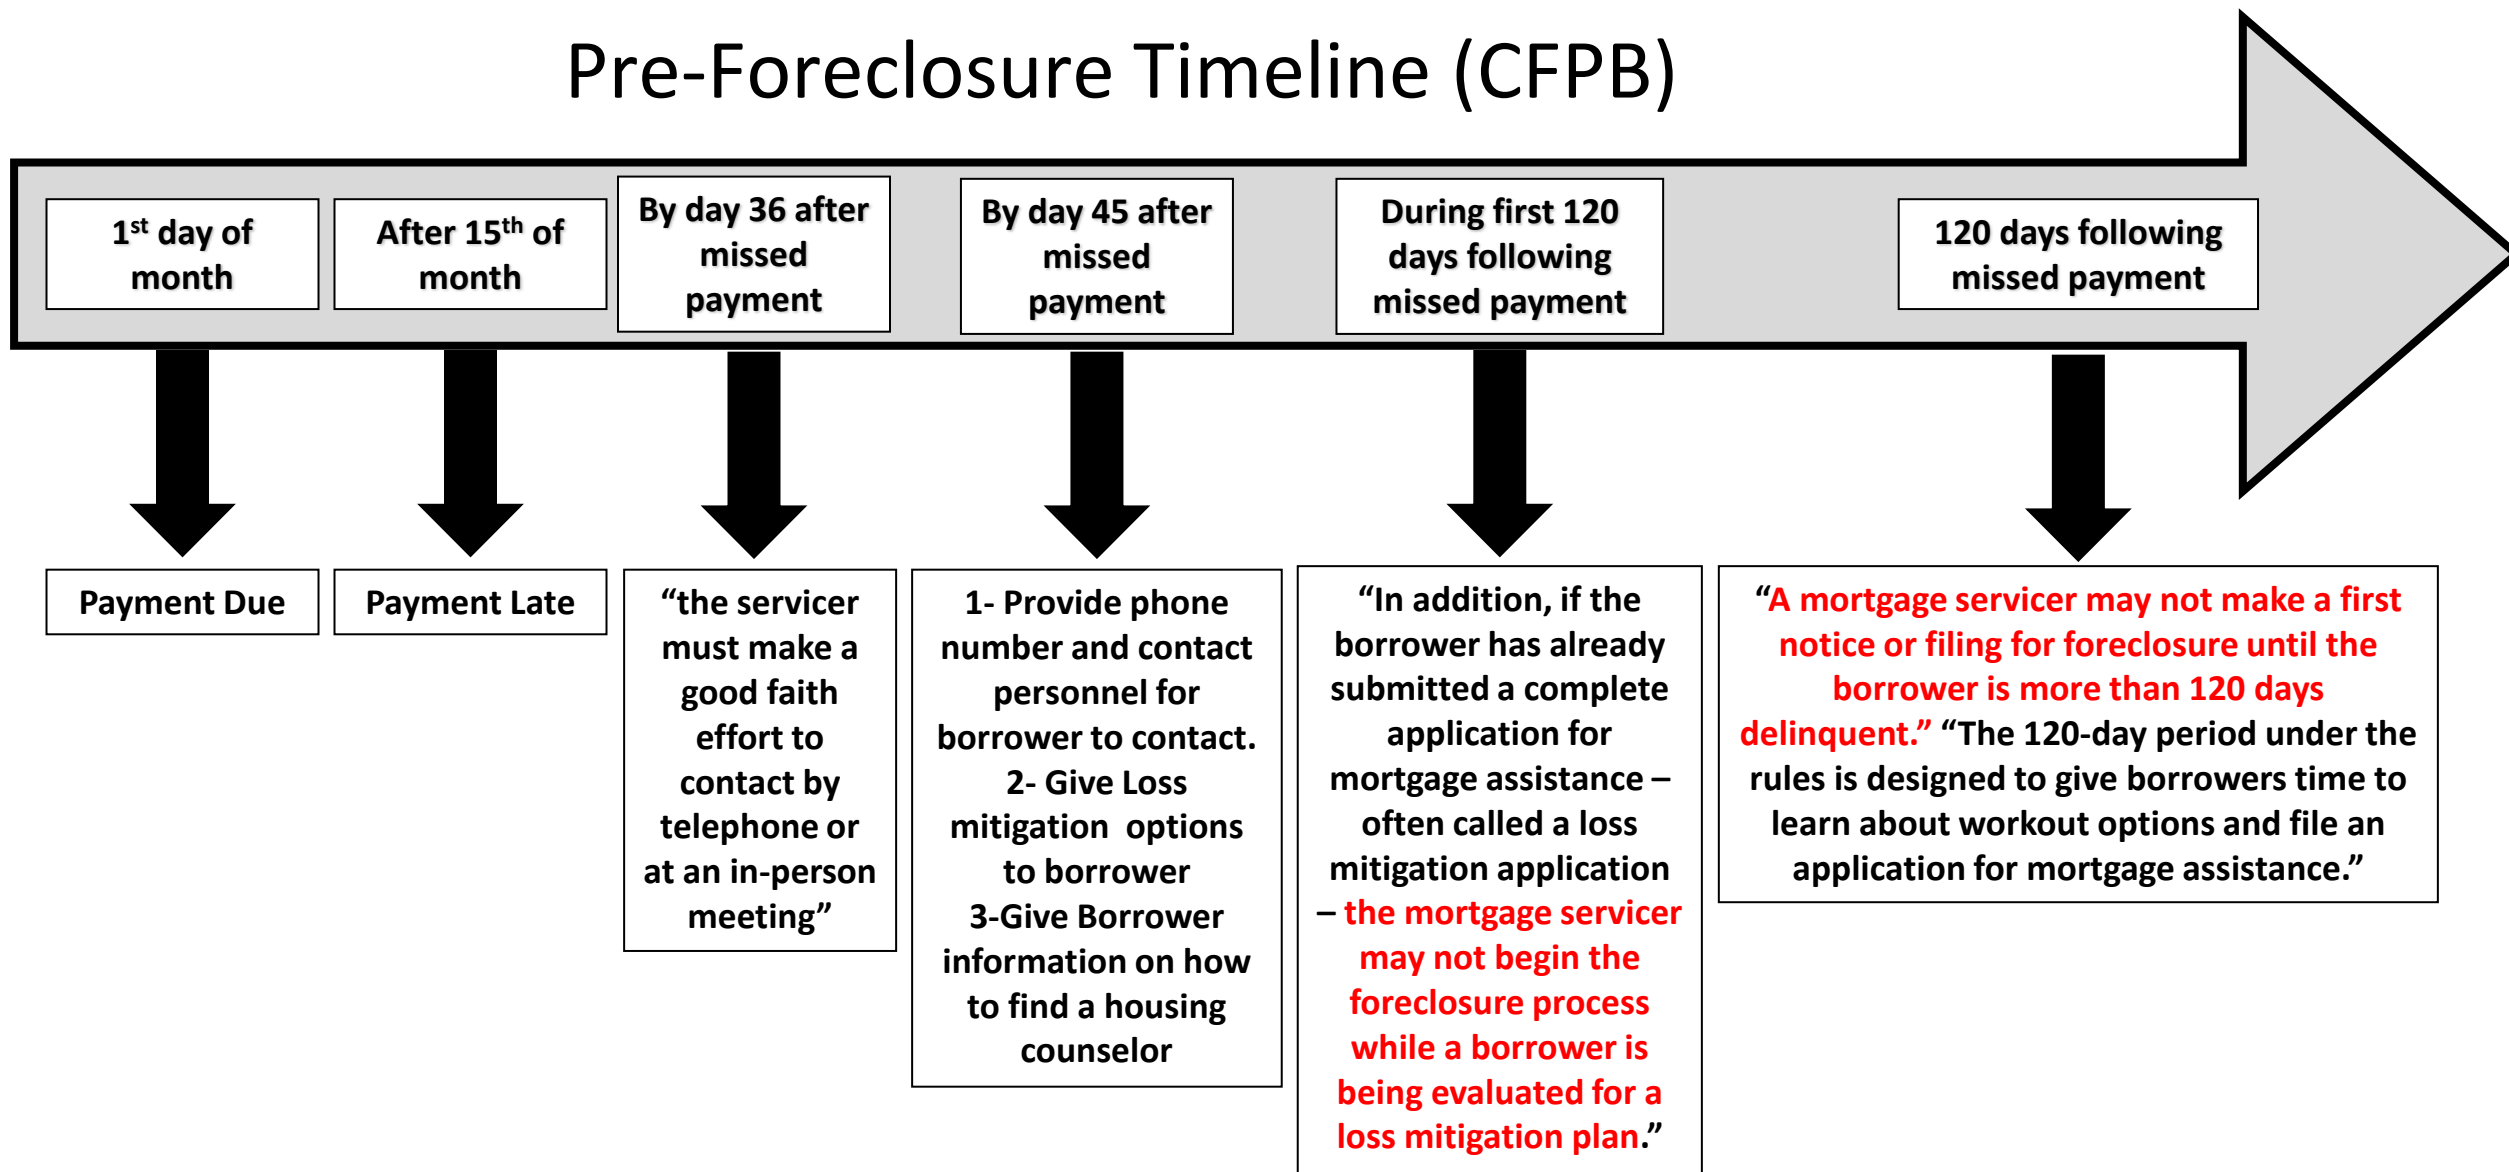 Pre-Foreclosure Timeline (CFPB)
1st day of
month
After 15th of
month
By day 36 after
missed
payment
By day 45 after
missed
payment
During first 120
days following
missed payment
120 days following
missed payment
Payment Due
Payment Late
“the servicer
must make a
good faith
effort to
contact by
telephone or
at an in-person
meeting”
1- Provide phone
number and contact
personnel for
borrower to contact.
2- Give Loss
mitigation  options
to borrower
3-Give Borrower
information on how
to find a housing
counselor
“In addition, if the
borrower has already
submitted a complete
application for
mortgage assistance –
often called a loss
mitigation application
– the mortgage servicer
may not begin the
foreclosure process
while a borrower is
being evaluated for a
loss mitigation plan.”
“A mortgage servicer may not make a first
notice or filing for foreclosure until the
borrower is more than 120 days
delinquent.” “The 120-day period under the
rules is designed to give borrowers time to
learn about workout options and file an
application for mortgage assistance.”